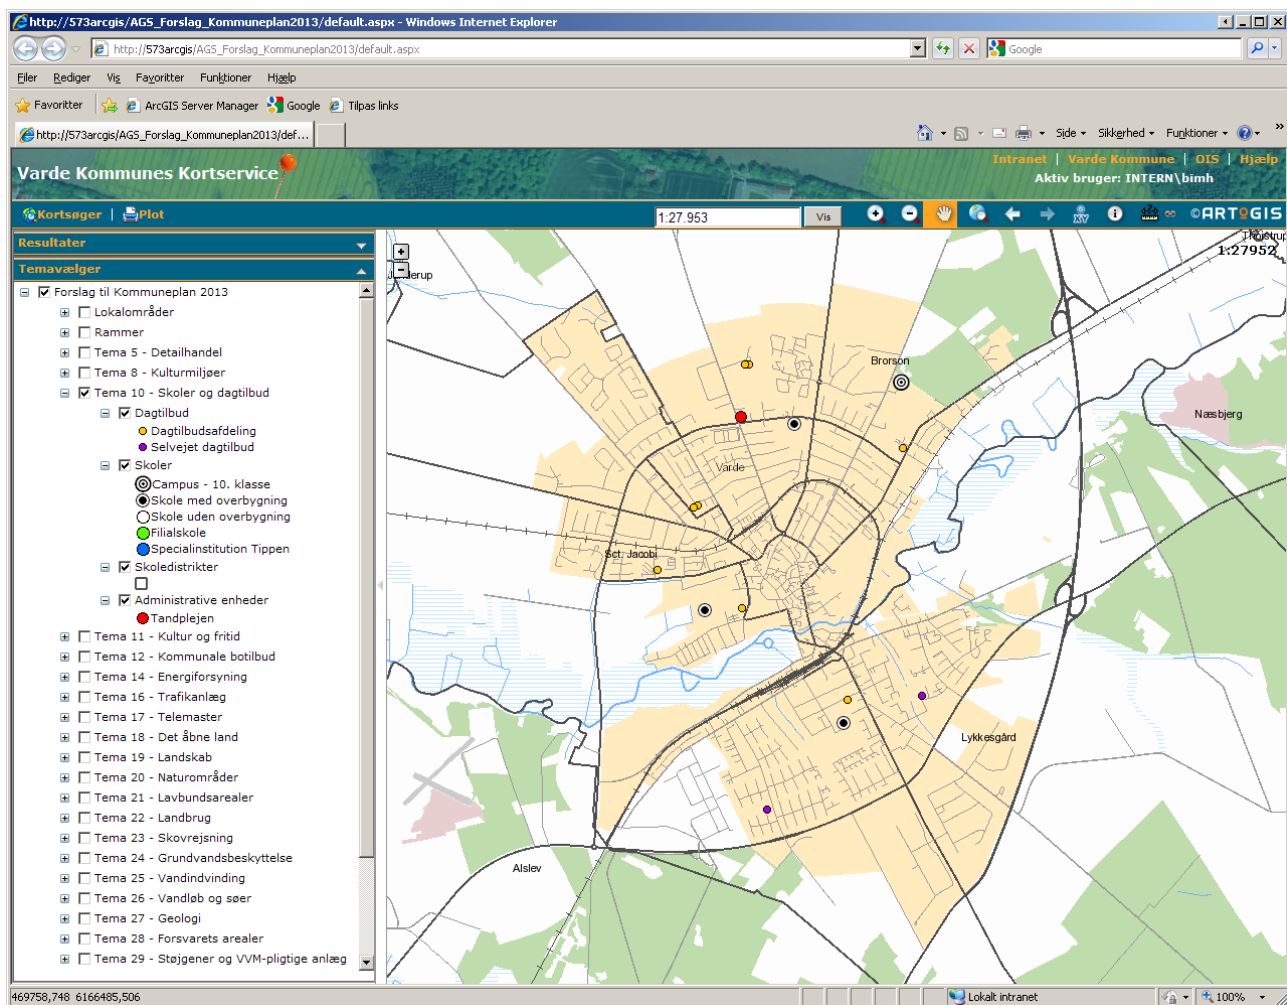 http://573arcgis/AGS_Forslag_Kommuneplan2013/default.aspx - Windows Internet Explorer
http://573arcgis/AGS_Forslag_Kommuneplan2013/default.aspx
Google
Filer Rediger Vis Favoritter Funktioner Hjælp
Favoritter ArcGIS Server Manager Google Tilpas links
http://573arcgis/AGS_Forslag_Kommuneplan2013/def...
Side Sikkerhed Funktioner »
Varde Kommunes Kortservice
Intranet | Varde Kommune | OIS | Hjælp
Aktiv bruger: INTERN\bimh
Kortsøger | Plot
1:27.953 Vis
XY
©ARTOGIS
Resultater
Temavælger
Forslag til Kommuneplan 2013
Lokalområder
Rammer
Tema 5 - Detailhandel
Tema 8 - Kulturmiljøer
Tema 10 - Skoler og dagtilbud
Dagtilbud
Dagtilbudsafdeling
Selvejet dagtilbud
Skoler
Campus - 10. klasse
Skole med overbygning
Skole uden overbygning
Filialskole
Specialinstitution Tippen
Skoledistrikter
Administrative enheder
Tandplejen
Tema 11 - Kultur og fritid
Tema 12 - Kommunale botilbud
Tema 14 - Energiforsyning
Tema 16 - Trafikanlæg
Tema 17 - Telemaster
Tema 18 - Det åbne land
Tema 19 - Landskab
Tema 20 - Naturområder
Tema 21 - Lavbundsarealer
Tema 22 - Landbrug
Tema 23 - Skovrejsning
Tema 24 - Grundvandsbeskyttelse
Tema 25 - Vandindvinding
Tema 26 - Vandløb og søer
Tema 27 - Geologi
Tema 28 - Forsvarets arealer
Tema 29 - Støjgener og VVM-pligtige anlæg
1:27952
Brorson
Næsbjerg
Varde
Sct. Jacobi
Lykkesgård
Alslev
469758,748 6166485,506
Lokalt intranet
100%